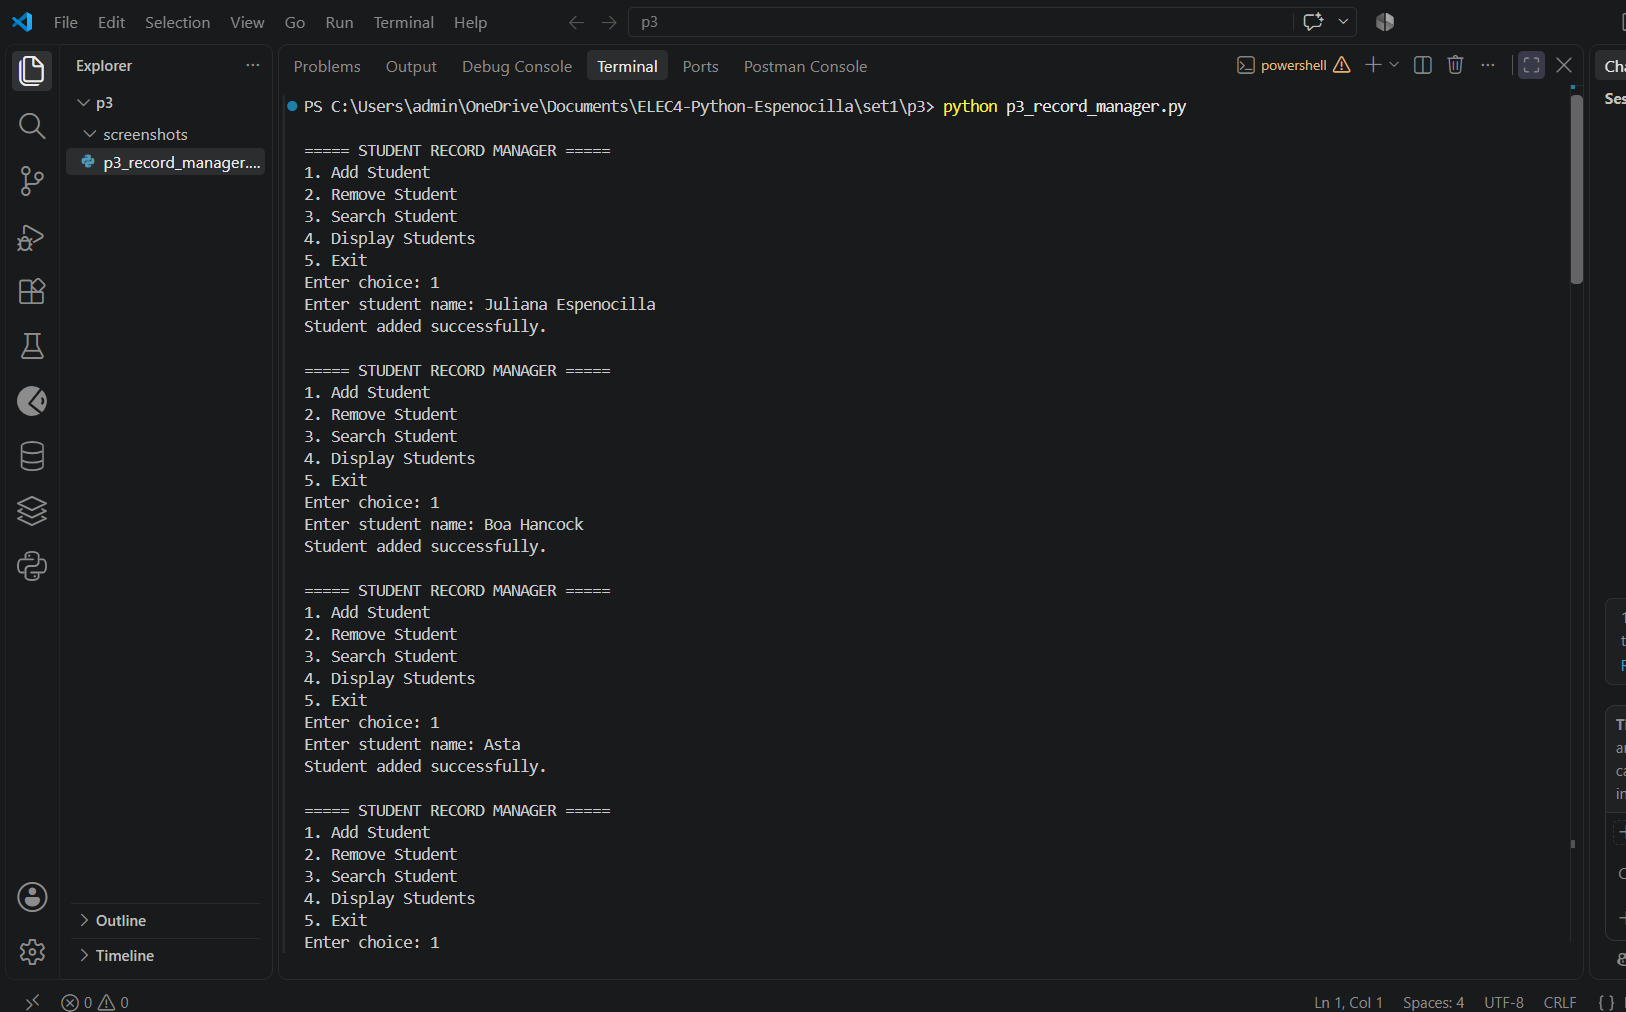 File Edit Selection View Go Run Terminal Help
p3
Explorer
p3
screenshots
p3_record_manager....
Outline
Timeline
Problems Output Debug Console Terminal Ports Postman Console
powershell
PS C:\Users\admin\OneDrive\Documents\ELEC4-Python-Espenocilla\set1\p3> python p3_record_manager.py
===== STUDENT RECORD MANAGER =====
1. Add Student
2. Remove Student
3. Search Student
4. Display Students
5. Exit
Enter choice: 1
Enter student name: Juliana Espenocilla
Student added successfully.
===== STUDENT RECORD MANAGER =====
1. Add Student
2. Remove Student
3. Search Student
4. Display Students
5. Exit
Enter choice: 1
Enter student name: Boa Hancock
Student added successfully.
===== STUDENT RECORD MANAGER =====
1. Add Student
2. Remove Student
3. Search Student
4. Display Students
5. Exit
Enter choice: 1
Enter student name: Asta
Student added successfully.
===== STUDENT RECORD MANAGER =====
1. Add Student
2. Remove Student
3. Search Student
4. Display Students
5. Exit
Enter choice: 1
0 0
Ln 1, Col 1 Spaces: 4 UTF-8 CRLF { }